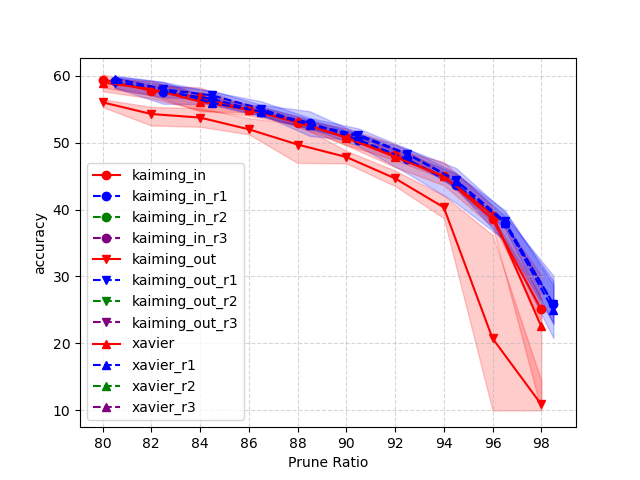 60
50
40
30
20
10
accuracy
kaiming_in
kaiming_in_r1
kaiming_in_r2
kaiming_in_r3
kaiming_out
kaiming_out_r1
kaiming_out_r2
kaiming_out_r3
xavier
xavier_r1
xavier_r2
xavier_r3
80 82 84 86 88 90 92 94 96 98
Prune Ratio